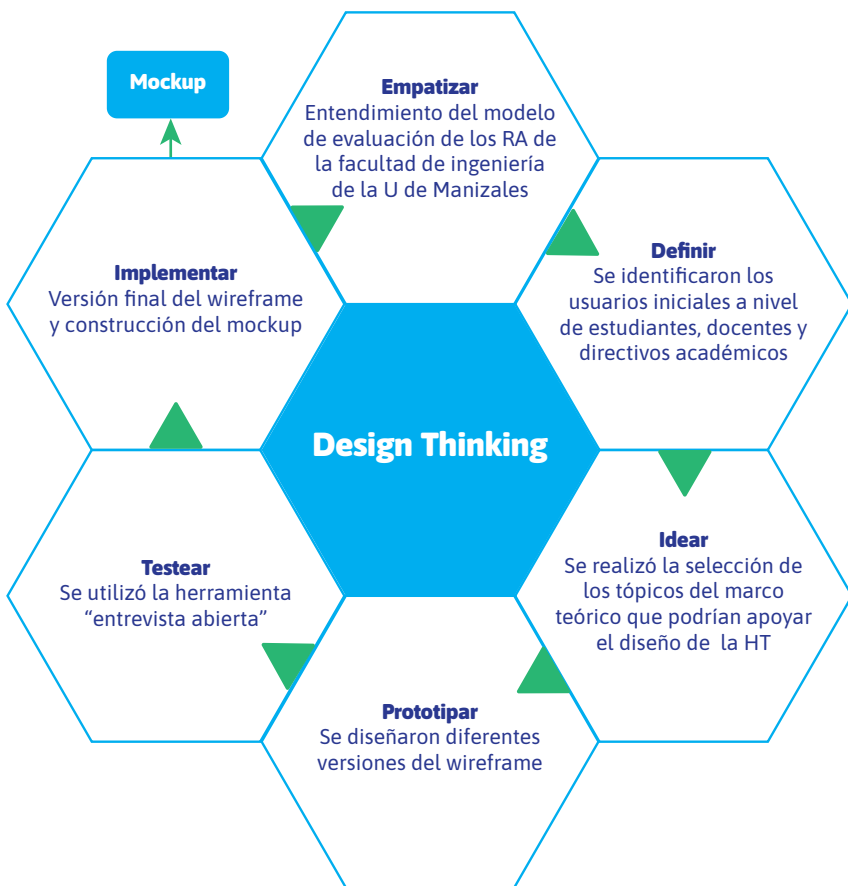 Mockup
Empatizar
Entendimiento del modelo
de evaluación de los RA de
la facultad de ingeniería
de la U de Manizales
Definir
Se identificaron los
usuarios iniciales a nivel
de estudiantes, docentes y
directivos académicos
Implementar
Versión final del wireframe
y construcción del mockup
Design Thinking
Idear
Se realizó la selección de
los tópicos del marco
teórico que podrían apoyar
el diseño de la HT
Testear
Se utilizó la herramienta
“entrevista abierta”
Prototipar
Se diseñaron diferentes
versiones del wireframe